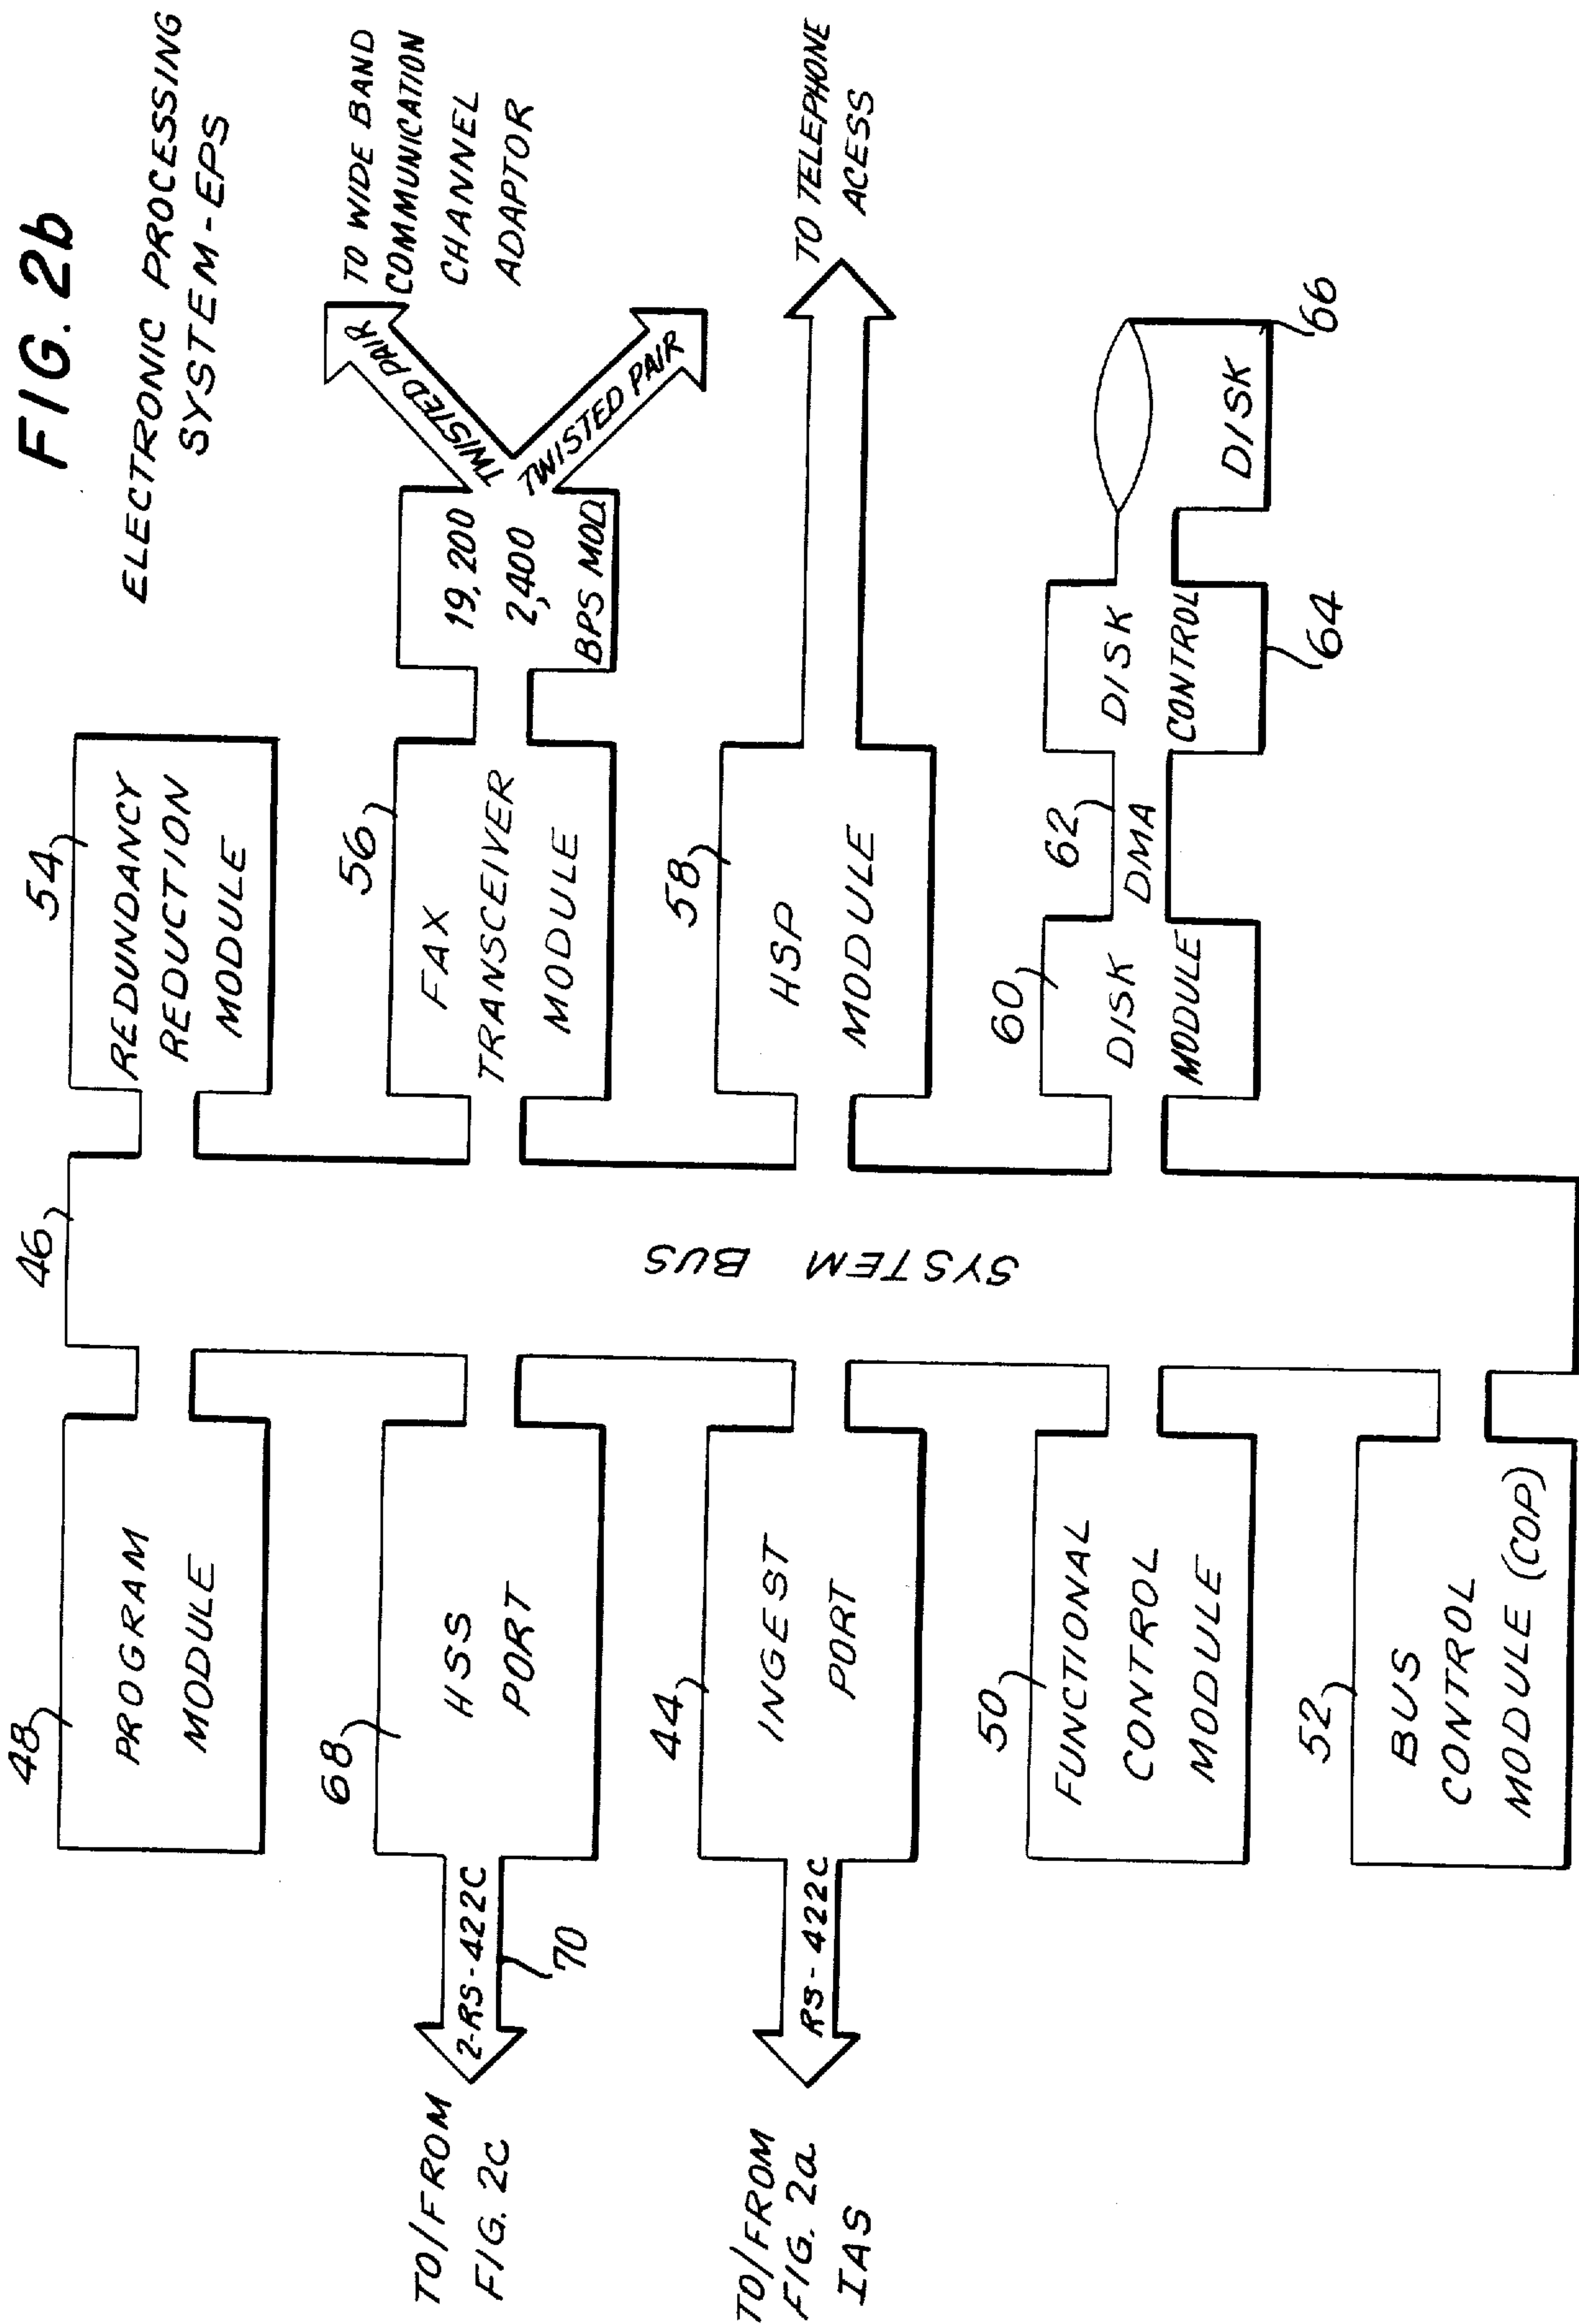 FIG. 2b
ELECTRONIC PROCESSING
SYSTEM-EPS
48
PROGRAM
MODULE
46
54
REDUNDANCY
REDUCTION
MODULE
TO/FROM
FIG. 2C
2-RS-422C
70
68
HSS
PORT
56
FAX
TRANSCEIVER
MODULE
19,200
2,400
BPS MOD.
TWISTED PAIR
TWISTED PAIR
TO WIDE BAND
COMMUNICATION
CHANNEL
ADAPTOR
SYSTEM BUS
TO/FROM
FIG. 2a
IAS
RS-422C
44
INGEST
PORT
58
HSP
MODULE
TO TELEPHONE
ACESS
50
FUNCTIONAL
CONTROL
MODULE
60
DISK
MODULE
62
DMA
DISK
CONTROL
64
DISK
66
52
BUS
CONTROL
MODULE (COP)